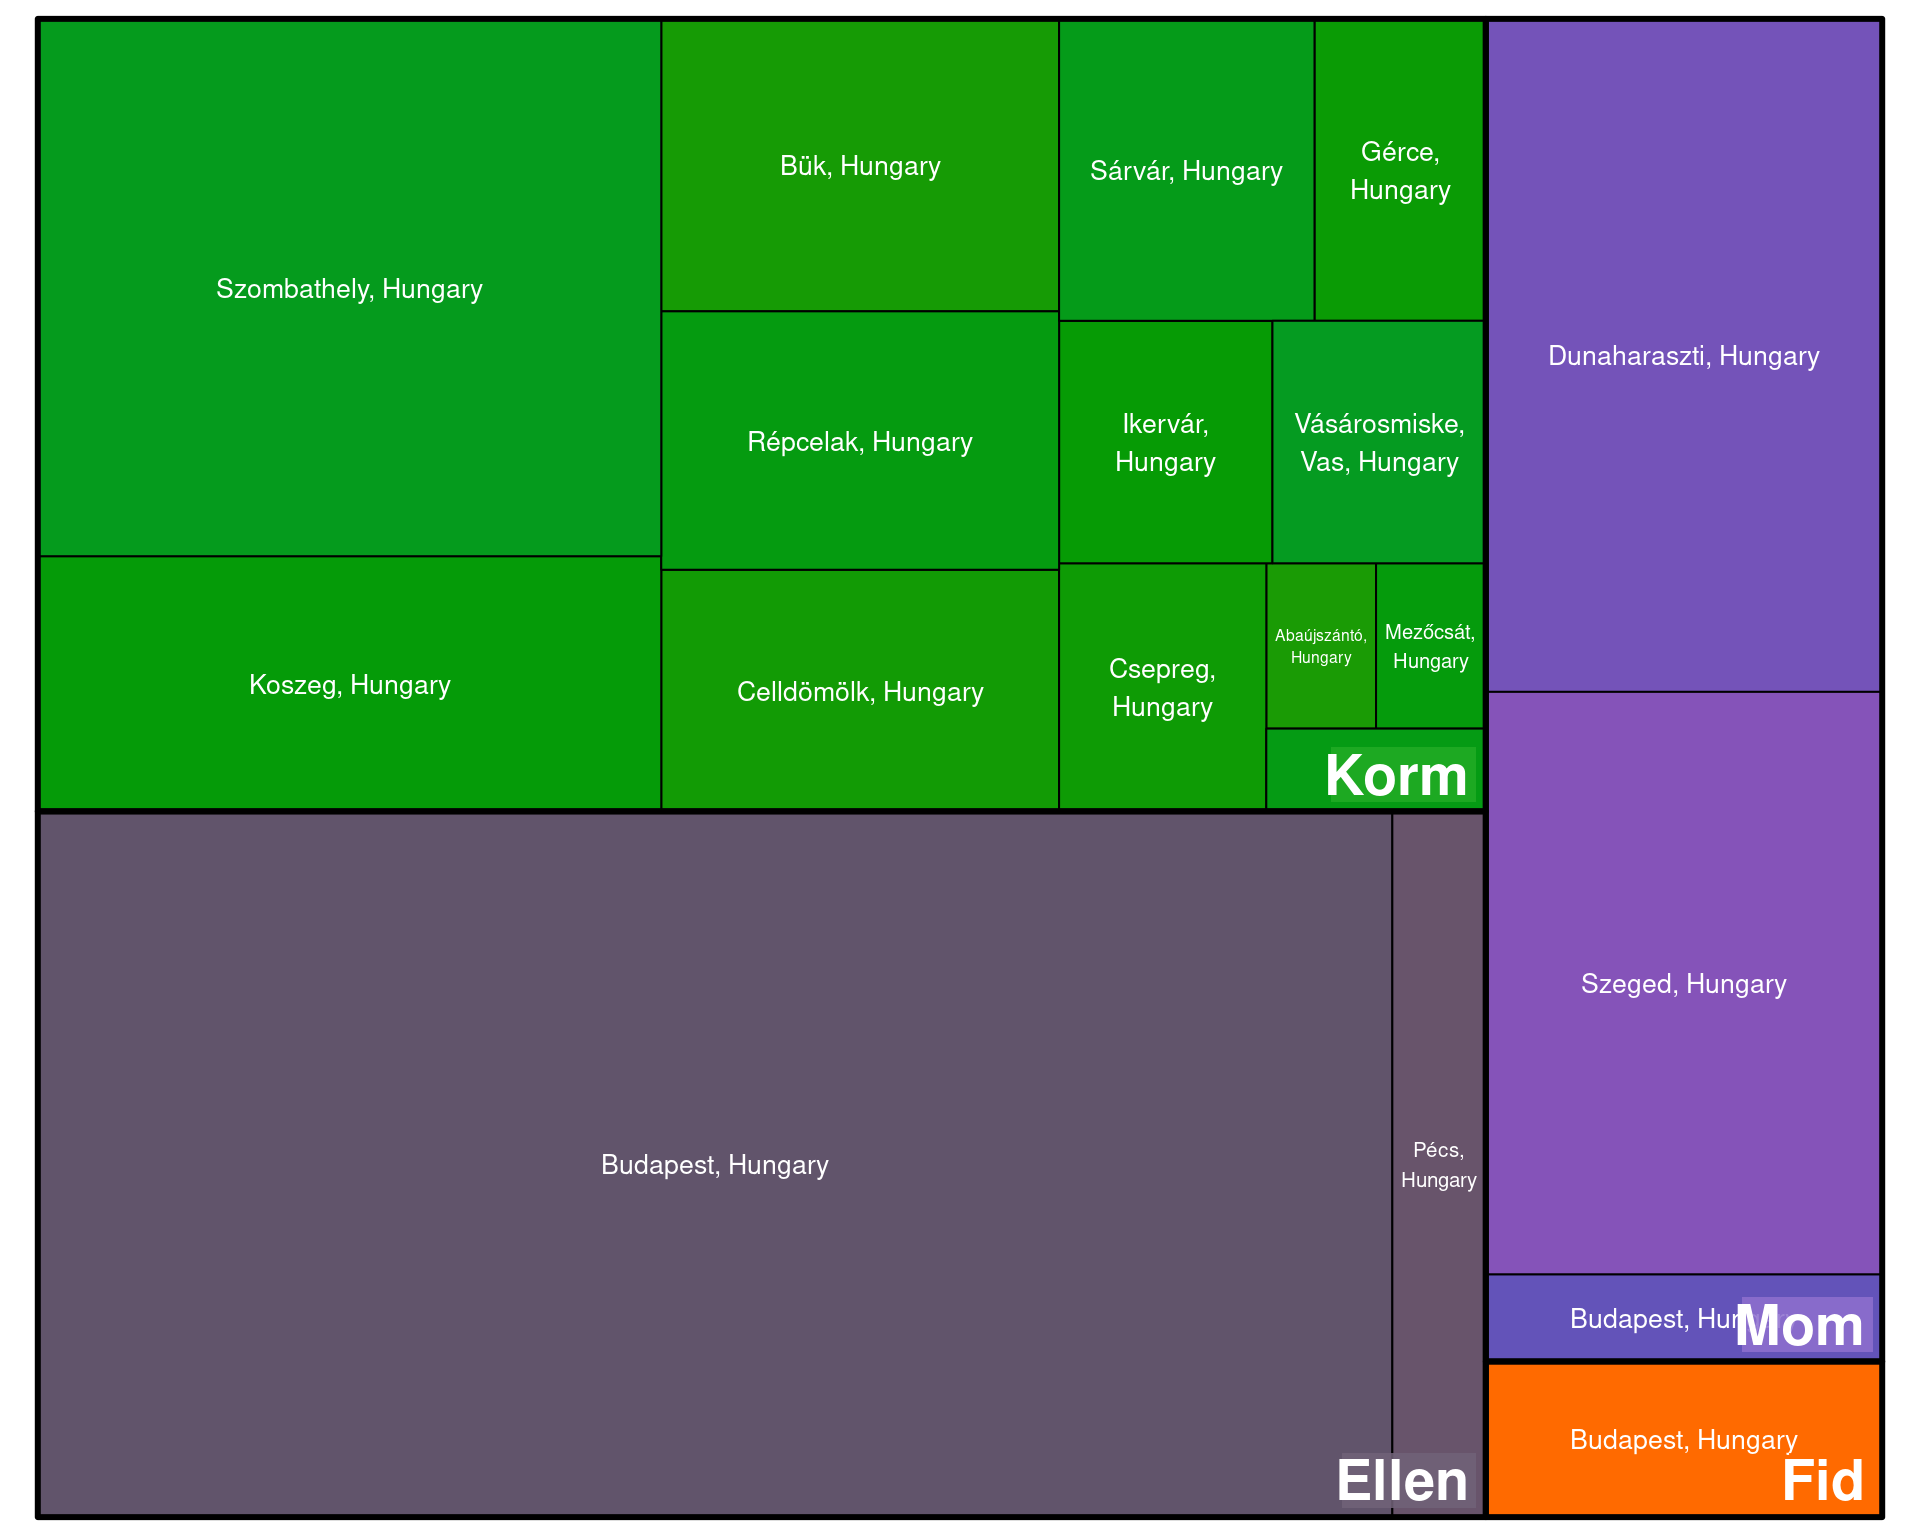 Szombathely, Hungary
Koszeg, Hungary
Bük, Hungary
Répcelak, Hungary
Celldömölk, Hungary
Sárvár, Hungary
Gérce,
Hungary
Ikervár,
Hungary
Vásárosmiske,
Vas, Hungary
Csepreg,
Hungary
Abaújszántó,
Hungary
Mezőcsát,
Hungary
Korm
Budapest, Hungary
Pécs,
Hungary
Ellen
Dunaharaszti, Hungary
Szeged, Hungary
Budapest,
Mom
Budapest, Hungary
Fid